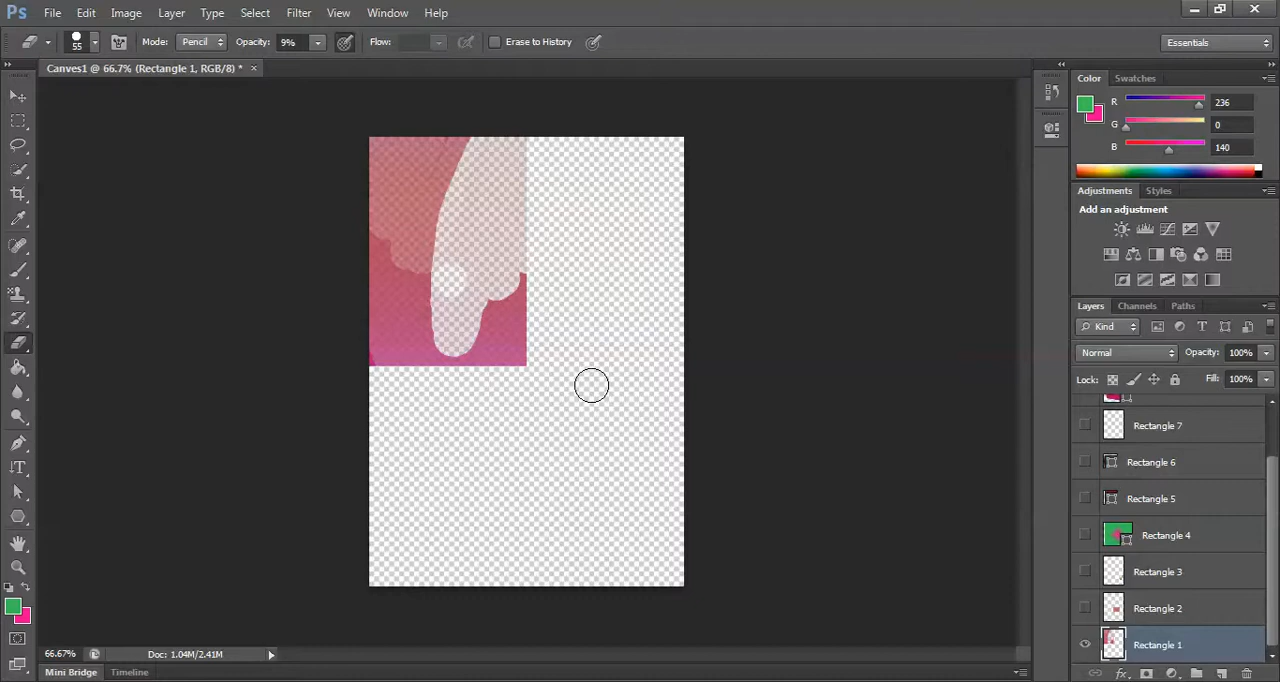 Ps File Edit Image Layer Type Select Filter View Window Help
55 Mode: Pencil Opacity: 9% Flow: Erase to History Essentials
Canves1 @ 66.7% (Rectangle 1, RGB/8) * ×
Color Swatches
R 236
G 0
B 140
Adjustments Styles
Add an adjustment
Layers Channels Paths
Kind
Normal Opacity: 100%
Lock: Fill: 100%
Rectangle 7
Rectangle 6
Rectangle 5
Rectangle 4
Rectangle 3
Rectangle 2
Rectangle 1
66.67% Doc: 1.04M/2.41M
Mini Bridge Timeline